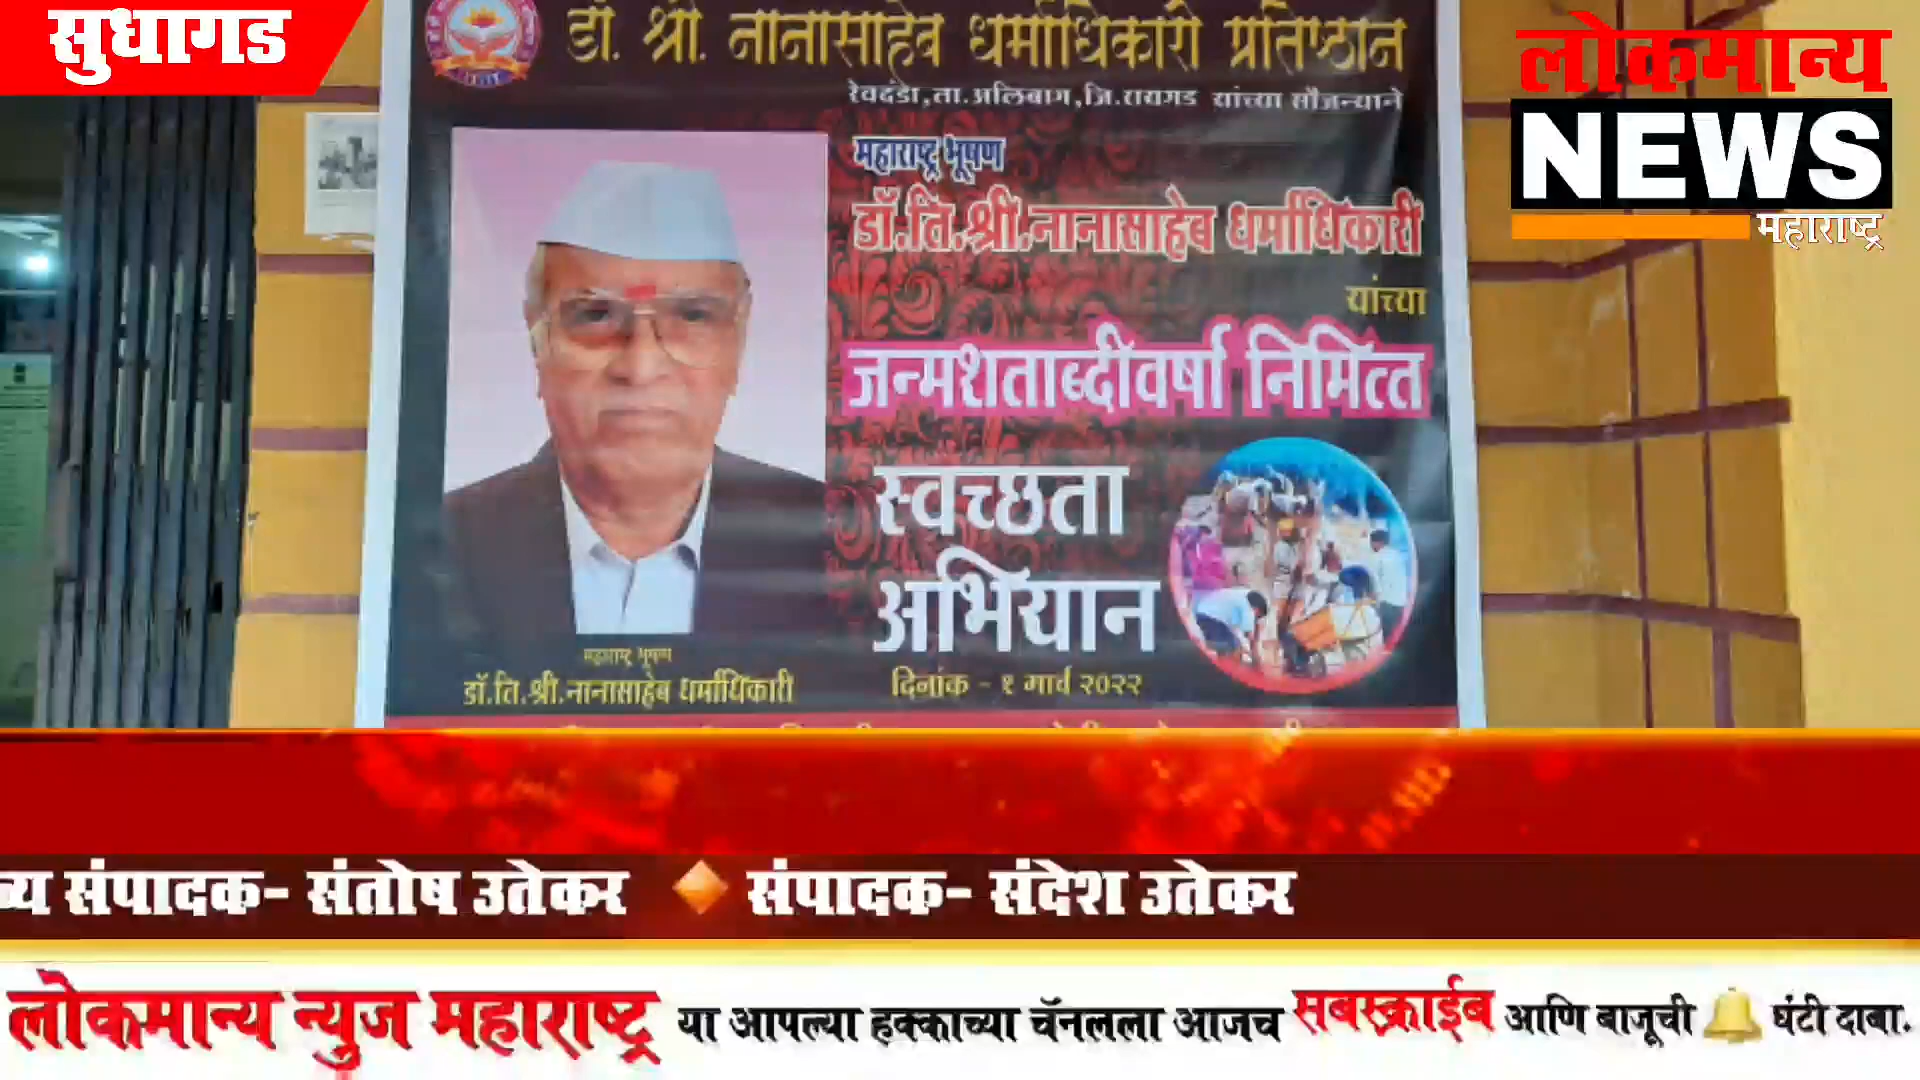 सुधागड
लोकमान्य
NEWS
महाराष्ट्र
डॉ. श्री. नानासाहेब धर्माधिकारी प्रतिष्ठान
रेवदंडा,ता.अलिबाग,जि.रायगड यांच्या सौजन्याने
महाराष्ट्र भूषण
डॉ.ति.श्री.नानासाहेब धर्माधिकारी
यांच्या
जन्मशताब्दीवर्षा निमित्त
स्वच्छता
अभियान
दिनांक - १ मार्च २०२२
महाराष्ट्र भूषण
डॉ.ति.श्री.नानासाहेब धर्माधिकारी
संपादक- संतोष उतेकर 🔶 संपादक- संदेश उतेकर
लोकमान्य न्युज महाराष्ट्र या आपल्या हक्काच्या चॅनलला आजच सबस्क्राईब आणि बाजूची 🔔 घंटी दाबा.